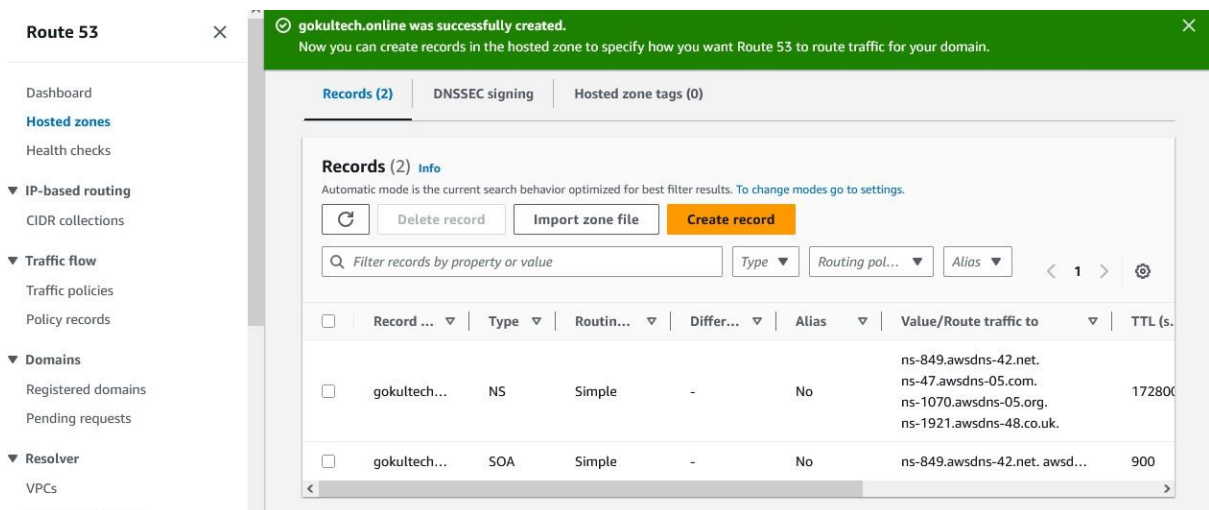 Route 53
gokultech.online was successfully created.
Now you can create records in the hosted zone to specify how you want Route 53 to route traffic for your domain.
Dashboard
Hosted zones
Health checks
IP-based routing
CIDR collections
Traffic flow
Traffic policies
Policy records
Domains
Registered domains
Pending requests
Resolver
VPCs
Records (2) DNSSEC signing Hosted zone tags (0)
Records (2) Info
Automatic mode is the current search behavior optimized for best filter results. To change modes go to settings.
Delete record Import zone file Create record
Filter records by property or value Type Routing pol... Alias 1
Record ... Type Routin... Differ... Alias Value/Route traffic to TTL (s.
ns-849.awsdns-42.net.
ns-47.awsdns-05.com.
gokultech... NS Simple - No 172800
ns-1070.awsdns-05.org.
ns-1921.awsdns-48.co.uk.
gokultech... SOA Simple - No ns-849.awsdns-42.net. awsd... 900